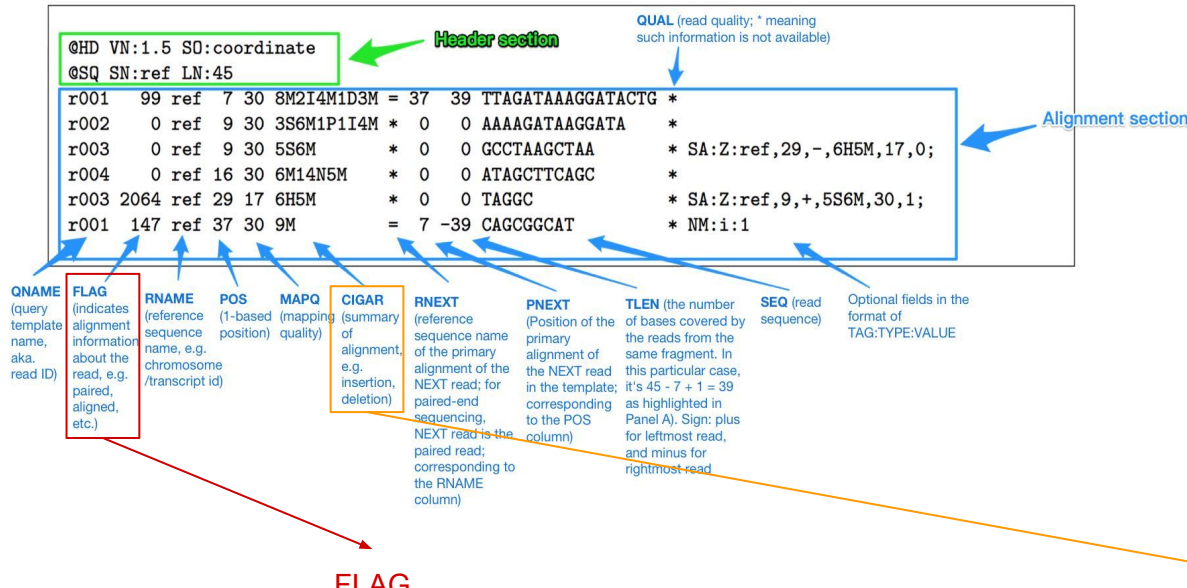 QUAL (read quality; * meaning
such information is not available)
Header section
@HD VN:1.5 SO:coordinate
@SQ SN:ref LN:45
r001 99 ref 7 30 8M2I4M1D3M = 37 39 TTAGATAAAGGATACTG *
r002 0 ref 9 30 3S6M1P1I4M * 0 0 AAAAGATAAGGATA *
r003 0 ref 9 30 5S6M * 0 0 GCCTAAGCTAA * SA:Z:ref,29,-,6H5M,17,0;
r004 0 ref 16 30 6M14N5M * 0 0 ATAGCTTCAGC *
r003 2064 ref 29 17 6H5M * 0 0 TAGGC * SA:Z:ref,9,+,5S6M,30,1;
r001 147 ref 37 30 9M = 7 -39 CAGCGGCAT * NM:i:1
Alignment section
QNAME
(query
template
name,
aka.
read ID)
FLAG
(indicates
alignment
information
about the
read, e.g.
paired,
aligned,
etc.)
RNAME
(reference
sequence
name, e.g.
chromosome
/transcript id)
POS
(1-based
position)
MAPQ
(mapping
quality)
CIGAR
(summary
of
alignment,
e.g.
insertion,
deletion)
RNEXT
(reference
sequence name
of the primary
alignment of the
NEXT read; for
paired-end
sequencing,
NEXT read is the
paired read;
corresponding to
the RNAME
column)
PNEXT
(Position of the
primary
alignment of
the NEXT read
in the template;
corresponding
to the POS
column)
TLEN (the number
of bases covered by
the reads from the
same fragment. In
this particular case,
it's 45 - 7 + 1 = 39
as highlighted in
Panel A). Sign: plus
for leftmost read,
and minus for
rightmost read
SEQ (read
sequence)
Optional fields in the
format of
TAG:TYPE:VALUE
FLAG